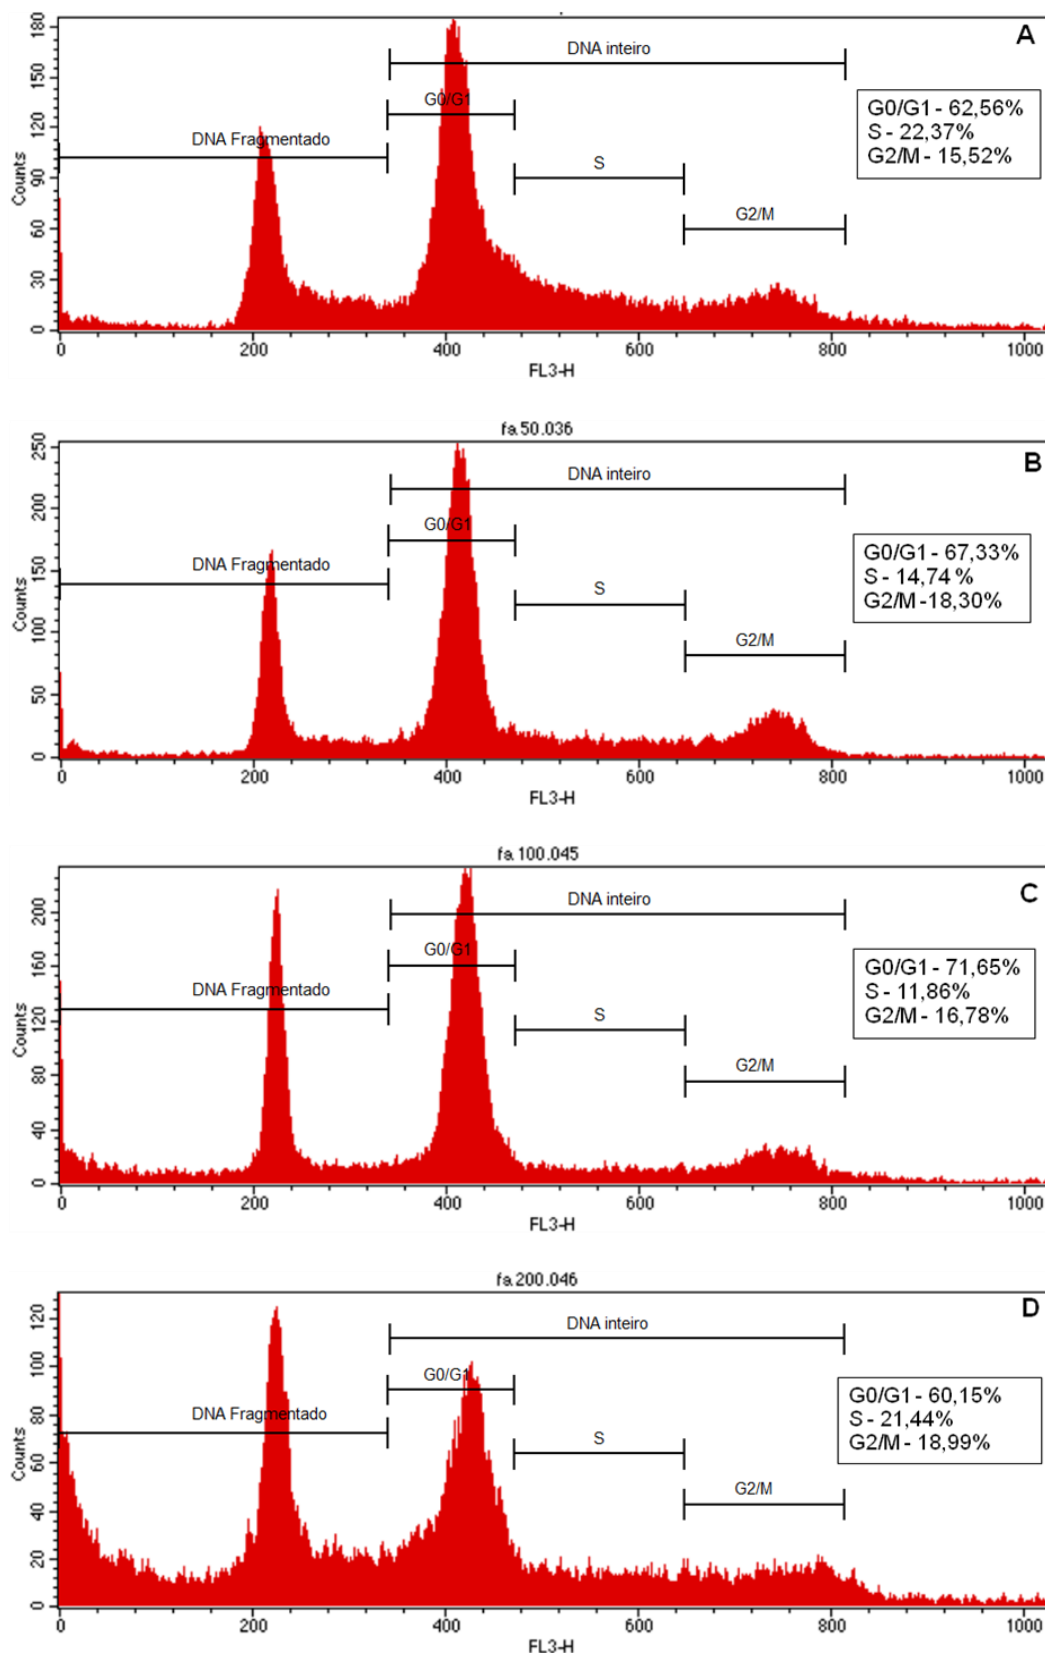 A
DNA inteiro
G0/G1
DNA Fragmentado
S
G2/M
G0/G1 - 62,56%
S - 22,37%
G2/M - 15,52%
Counts
180
150
120
90
60
30
0
0 200 400 600 800 1000
FL3-H
fa.50.036
B
DNA inteiro
G0/G1
DNA Fragmentado
S
G2/M
G0/G1 - 67,33%
S - 14,74 %
G2/M -18,30%
Counts
250
200
150
100
50
0
0 200 400 600 800 1000
FL3-H
fa.100.045
C
DNA inteiro
G0/G1
DNA Fragmentado
S
G2/M
G0/G1 - 71,65%
S - 11,86%
G2/M - 16,78%
Counts
200
160
120
80
40
0
0 200 400 600 800 1000
FL3-H
fa.200.046
D
DNA inteiro
G0/G1
DNA Fragmentado
S
G2/M
G0/G1 - 60,15%
S - 21,44%
G2/M - 18,99%
Counts
120
100
80
60
40
20
0
0 200 400 600 800 1000
FL3-H